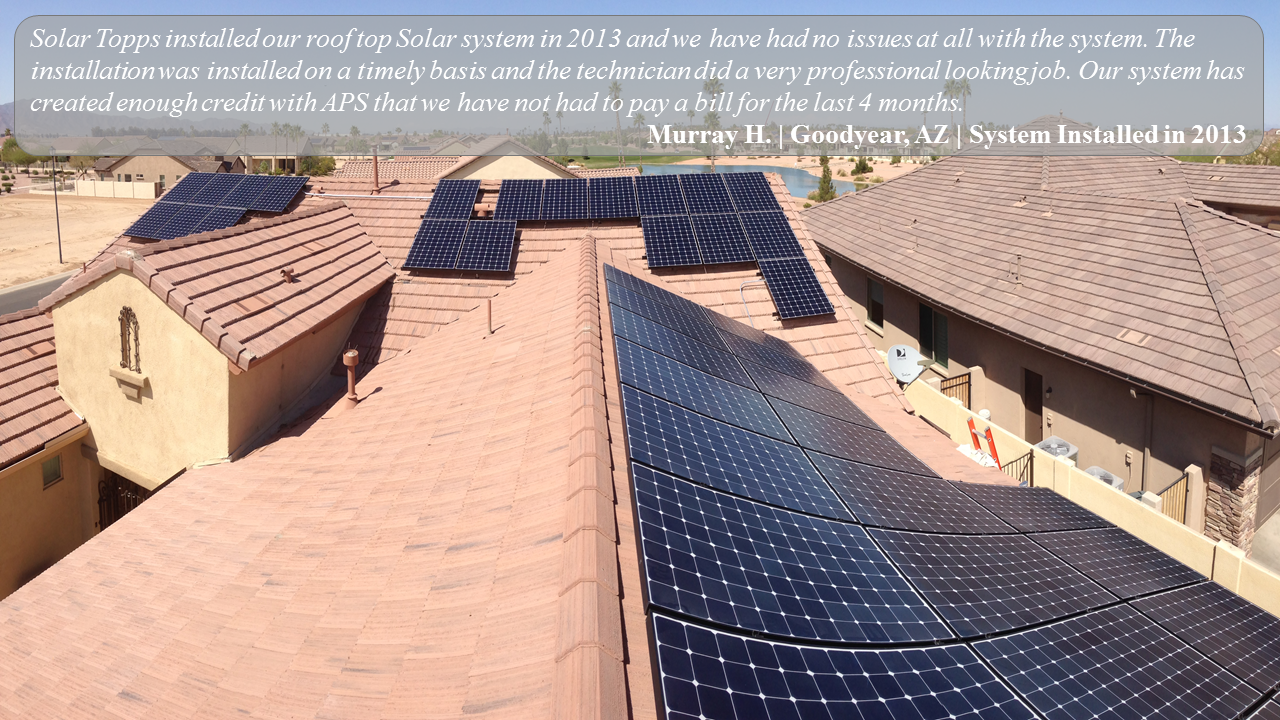 Solar Topps installed our roof top Solar system in 2013 and we have had no issues at all with the system. The
installation was installed on a timely basis and the technician did a very professional looking job. Our system has
created enough credit with APS that we have not had to pay a bill for the last 4 months.
Murray H. | Goodyear, AZ | System Installed in 2013